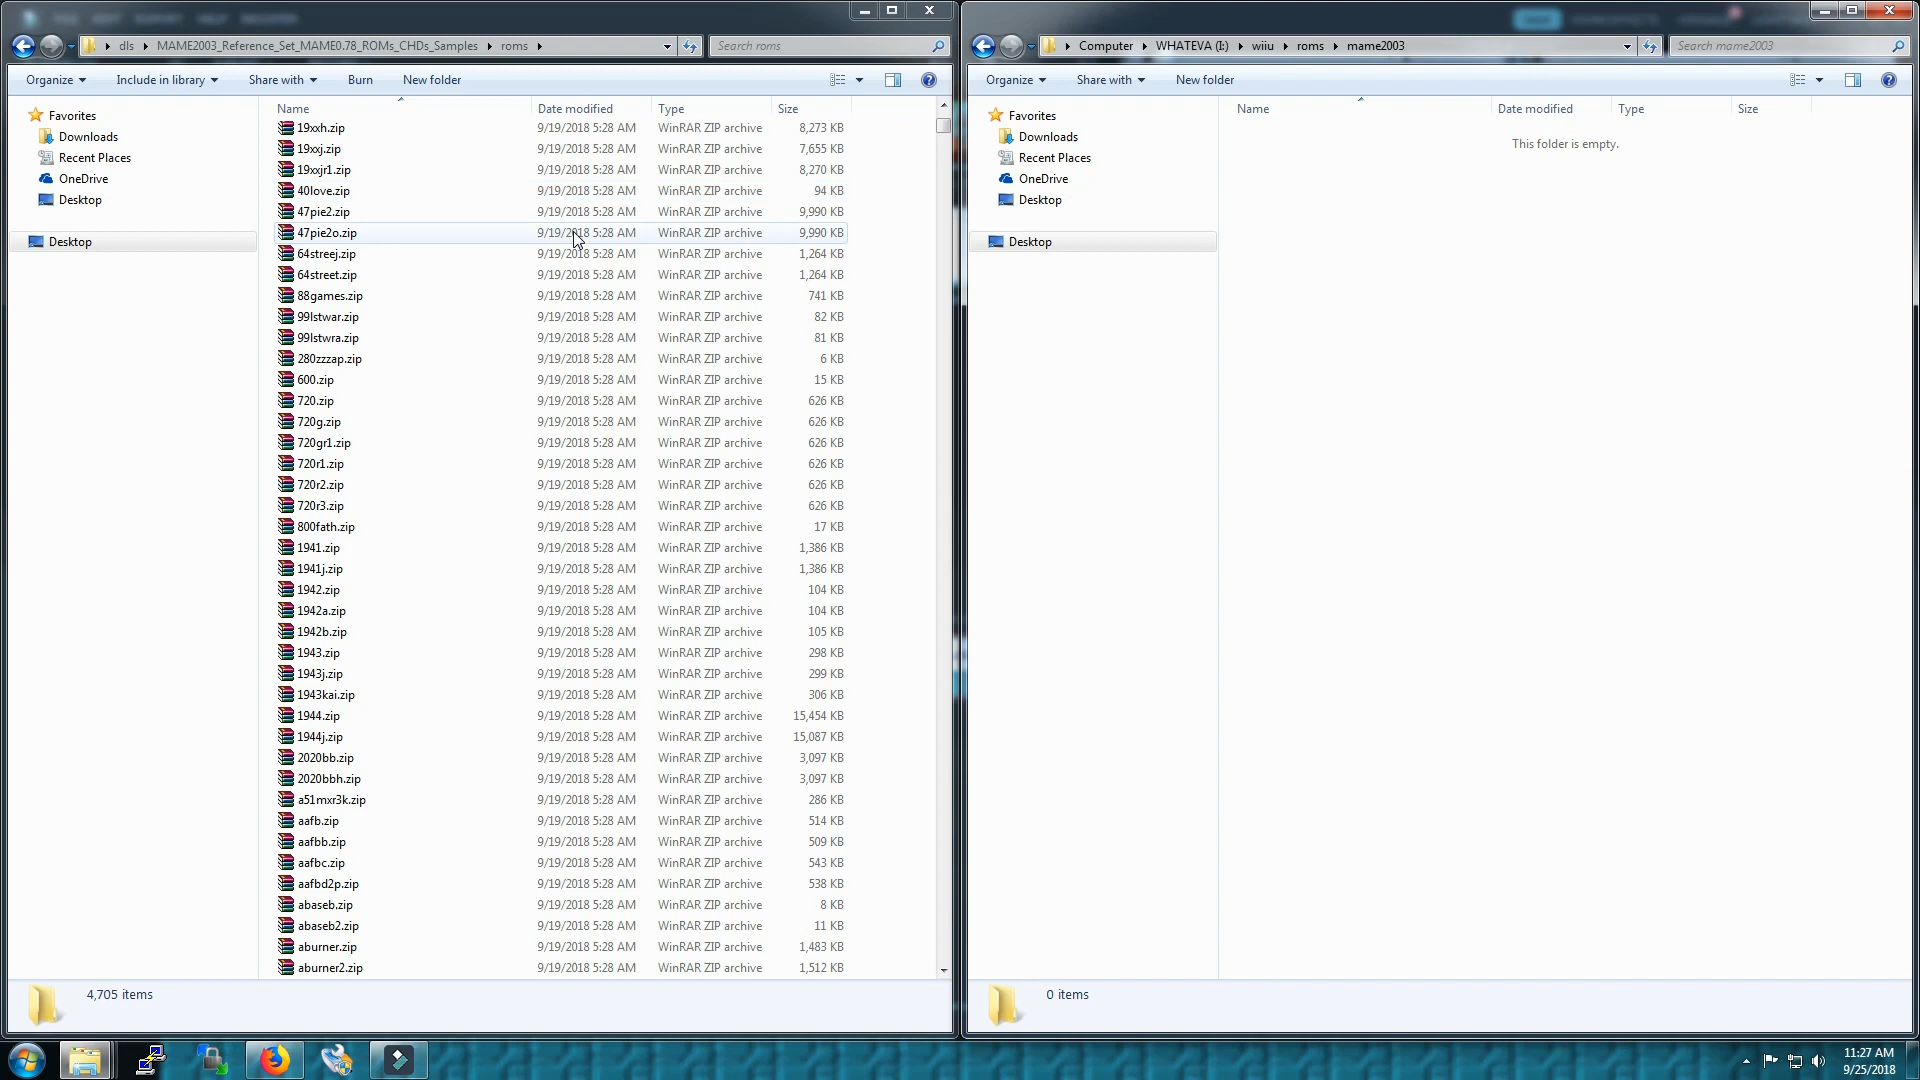 dls MAME2003_Reference_Set_MAME0.78_ROMs_CHDs_Samples roms
Search roms
Organize Include in library Share with Burn New folder
Favorites
Downloads
Recent Places
OneDrive
Desktop
Desktop
Name Date modified Type Size
19xxh.zip 9/19/2018 5:28 AM WinRAR ZIP archive 8,273 KB
19xxj.zip 9/19/2018 5:28 AM WinRAR ZIP archive 7,655 KB
19xxjr1.zip 9/19/2018 5:28 AM WinRAR ZIP archive 8,270 KB
40love.zip 9/19/2018 5:28 AM WinRAR ZIP archive 94 KB
47pie2.zip 9/19/2018 5:28 AM WinRAR ZIP archive 9,990 KB
47pie2o.zip 9/19/2018 5:28 AM WinRAR ZIP archive 9,990 KB
64streej.zip 9/19/2018 5:28 AM WinRAR ZIP archive 1,264 KB
64street.zip 9/19/2018 5:28 AM WinRAR ZIP archive 1,264 KB
88games.zip 9/19/2018 5:28 AM WinRAR ZIP archive 741 KB
99lstwar.zip 9/19/2018 5:28 AM WinRAR ZIP archive 82 KB
99lstwra.zip 9/19/2018 5:28 AM WinRAR ZIP archive 81 KB
280zzzap.zip 9/19/2018 5:28 AM WinRAR ZIP archive 6 KB
600.zip 9/19/2018 5:28 AM WinRAR ZIP archive 15 KB
720.zip 9/19/2018 5:28 AM WinRAR ZIP archive 626 KB
720g.zip 9/19/2018 5:28 AM WinRAR ZIP archive 626 KB
720gr1.zip 9/19/2018 5:28 AM WinRAR ZIP archive 626 KB
720r1.zip 9/19/2018 5:28 AM WinRAR ZIP archive 626 KB
720r2.zip 9/19/2018 5:28 AM WinRAR ZIP archive 626 KB
720r3.zip 9/19/2018 5:28 AM WinRAR ZIP archive 626 KB
800fath.zip 9/19/2018 5:28 AM WinRAR ZIP archive 17 KB
1941.zip 9/19/2018 5:28 AM WinRAR ZIP archive 1,386 KB
1941j.zip 9/19/2018 5:28 AM WinRAR ZIP archive 1,386 KB
1942.zip 9/19/2018 5:28 AM WinRAR ZIP archive 104 KB
1942a.zip 9/19/2018 5:28 AM WinRAR ZIP archive 104 KB
1942b.zip 9/19/2018 5:28 AM WinRAR ZIP archive 105 KB
1943.zip 9/19/2018 5:28 AM WinRAR ZIP archive 298 KB
1943j.zip 9/19/2018 5:28 AM WinRAR ZIP archive 299 KB
1943kai.zip 9/19/2018 5:28 AM WinRAR ZIP archive 306 KB
1944.zip 9/19/2018 5:28 AM WinRAR ZIP archive 15,454 KB
1944j.zip 9/19/2018 5:28 AM WinRAR ZIP archive 15,087 KB
2020bb.zip 9/19/2018 5:28 AM WinRAR ZIP archive 3,097 KB
2020bbh.zip 9/19/2018 5:28 AM WinRAR ZIP archive 3,097 KB
a51mxr3k.zip 9/19/2018 5:28 AM WinRAR ZIP archive 286 KB
aafb.zip 9/19/2018 5:28 AM WinRAR ZIP archive 514 KB
aafbb.zip 9/19/2018 5:28 AM WinRAR ZIP archive 509 KB
aafbc.zip 9/19/2018 5:28 AM WinRAR ZIP archive 543 KB
aafbd2p.zip 9/19/2018 5:28 AM WinRAR ZIP archive 538 KB
abaseb.zip 9/19/2018 5:28 AM WinRAR ZIP archive 8 KB
abaseb2.zip 9/19/2018 5:28 AM WinRAR ZIP archive 11 KB
aburner.zip 9/19/2018 5:28 AM WinRAR ZIP archive 1,483 KB
aburner2.zip 9/19/2018 5:28 AM WinRAR ZIP archive 1,512 KB
4,705 items
Computer WHATEVA (I:) wiiu roms mame2003
Search mame2003
Organize Share with New folder
Favorites
Downloads
Recent Places
OneDrive
Desktop
Desktop
Name Date modified Type Size
This folder is empty.
0 items
11:27 AM
9/25/2018